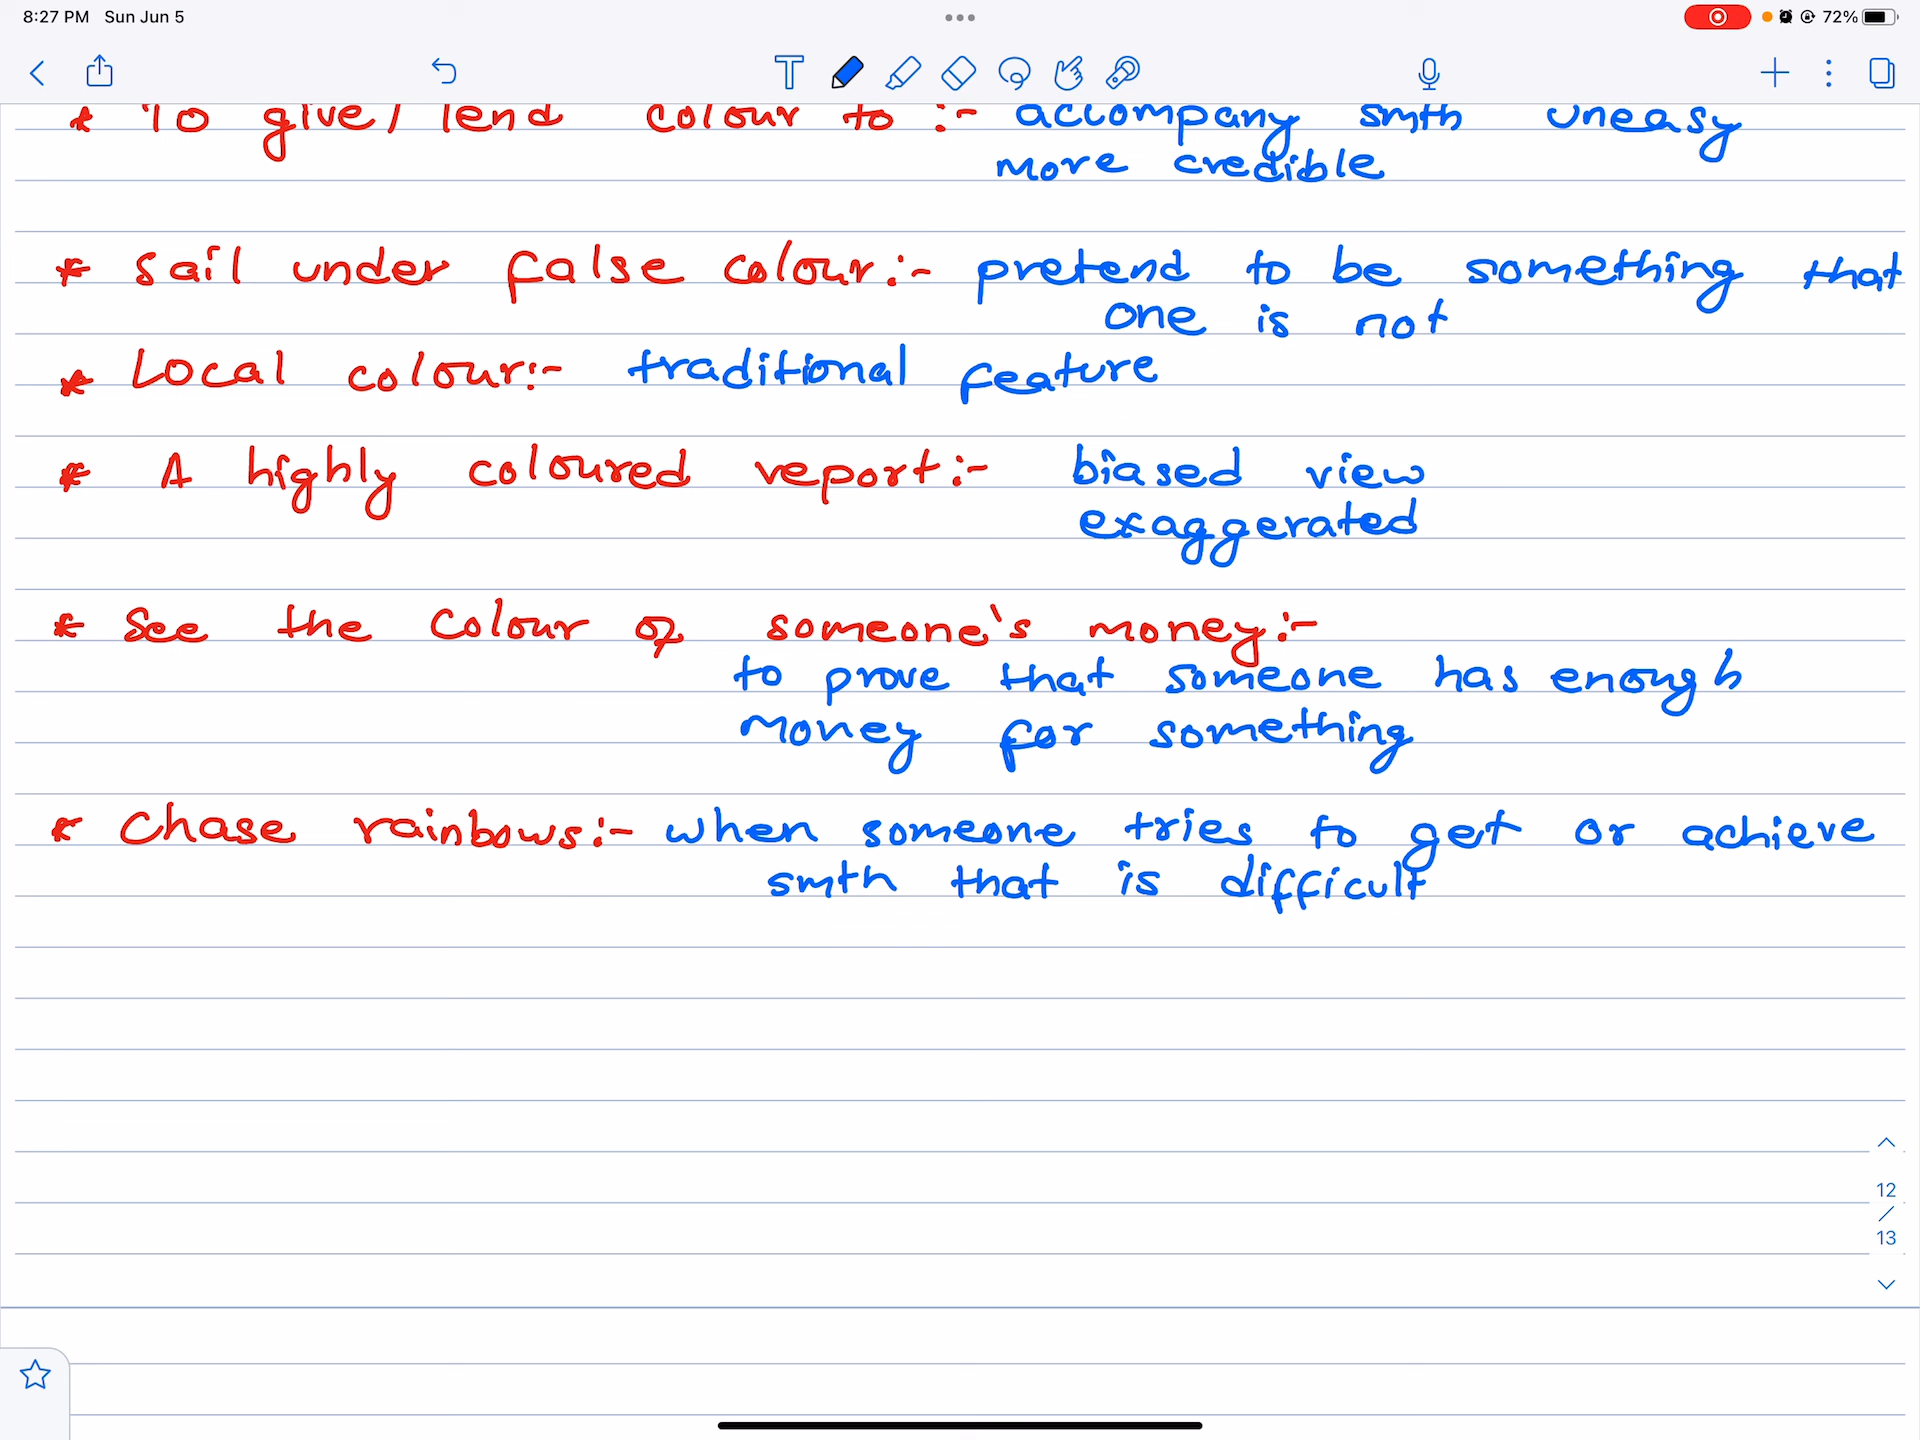 8:27 PM Sun Jun 5
72%
* To give/ lend colour to :- accompany smth uneasy
more credible
* Sail under false colour:- pretend to be something that
one is not
* Local colour:- traditional feature
* A highly coloured report:- biased view
exaggerated
* See the colour of someone's money:-
to prove that someone has enough
money for something
* Chase rainbows:- when someone tries to get or achieve
smth that is difficult
12
/
13